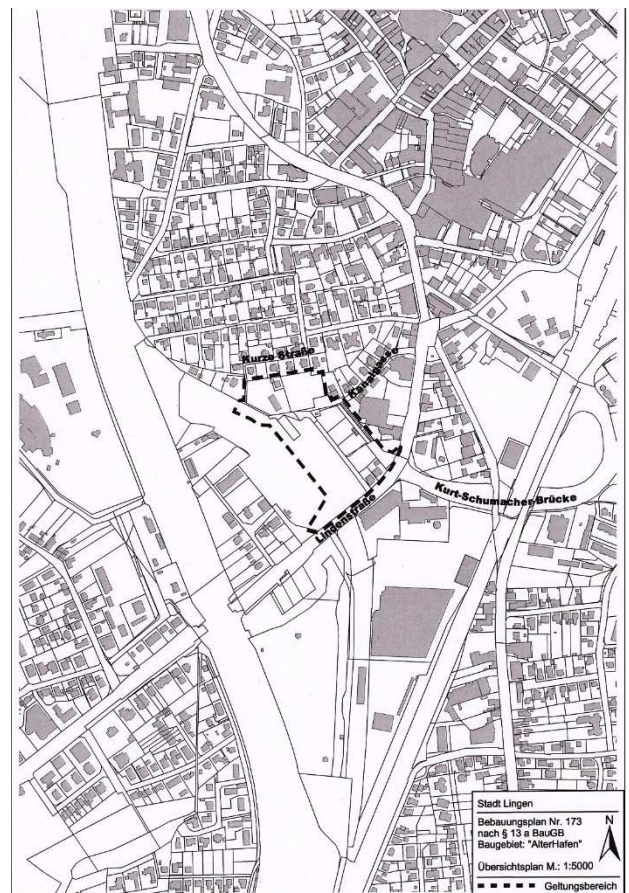 Kurze Straße
Kanalstraße
Kurt-Schumacher-Brücke
Lindenstraße
Stadt Lingen
Bebauungsplan Nr. 173
nach § 13 a BauGB
Baugebiet: "AlterHafen"
N
Übersichtsplan M.: 1:5000
Geltungsbereich